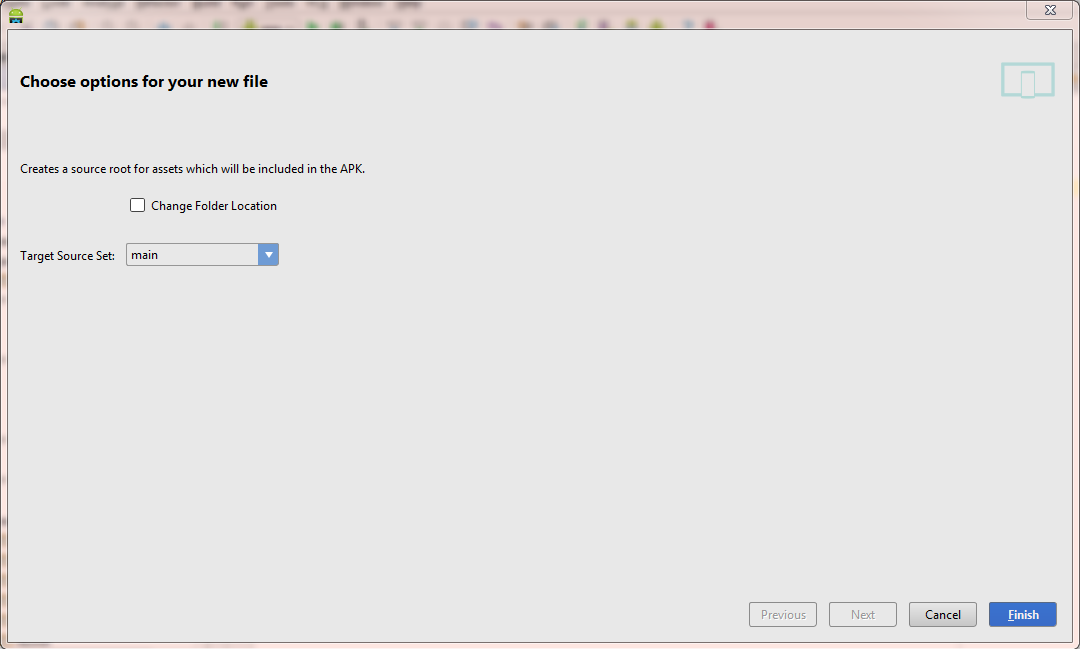 Choose options for your new file
Creates a source root for assets which will be included in the APK.
Change Folder Location
Target Source Set: main
Previous Next Cancel Finish